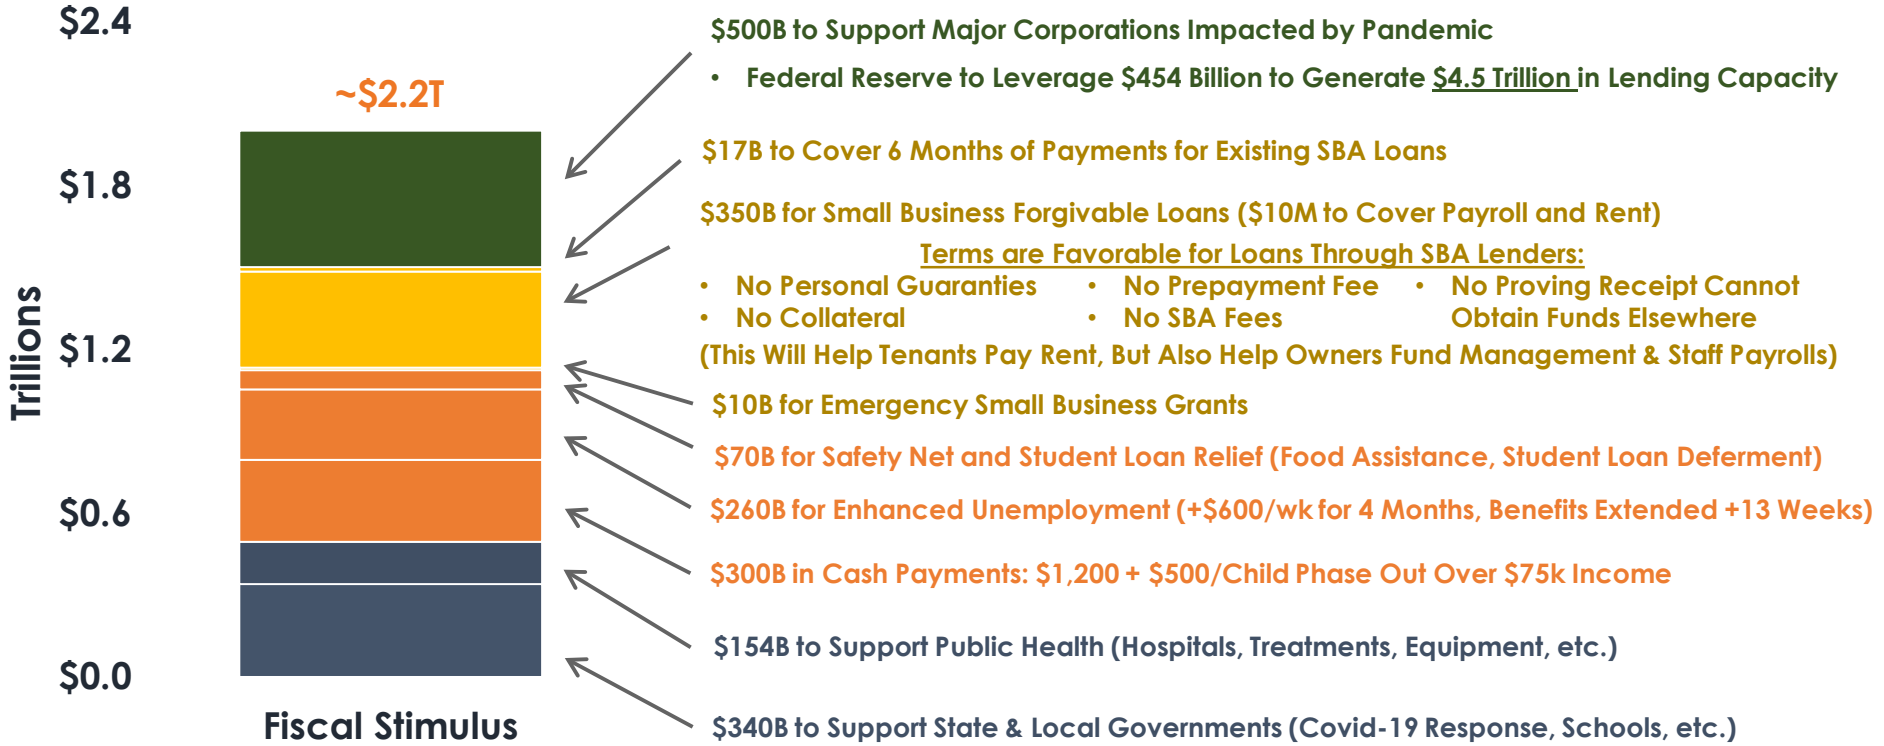 $2.4
$1.8
$1.2
$0.6
$0.0
Trillions
~$2.2T
Fiscal Stimulus
$500B to Support Major Corporations Impacted by Pandemic
• Federal Reserve to Leverage $454 Billion to Generate $4.5 Trillion in Lending Capacity
$17B to Cover 6 Months of Payments for Existing SBA Loans
$350B for Small Business Forgivable Loans ($10M to Cover Payroll and Rent)
Terms are Favorable for Loans Through SBA Lenders:
• No Personal Guaranties
• No Collateral
• No Prepayment Fee
• No SBA Fees
• No Proving Receipt Cannot
Obtain Funds Elsewhere
(This Will Help Tenants Pay Rent, But Also Help Owners Fund Management & Staff Payrolls)
$10B for Emergency Small Business Grants
$70B for Safety Net and Student Loan Relief (Food Assistance, Student Loan Deferment)
$260B for Enhanced Unemployment (+$600/wk for 4 Months, Benefits Extended +13 Weeks)
$300B in Cash Payments: $1,200 + $500/Child Phase Out Over $75k Income
$154B to Support Public Health (Hospitals, Treatments, Equipment, etc.)
$340B to Support State & Local Governments (Covid-19 Response, Schools, etc.)